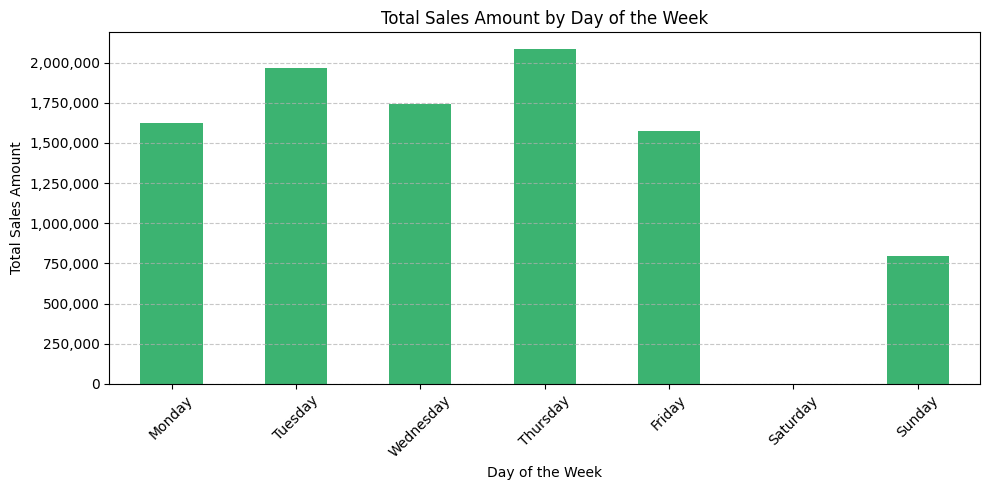 Total Sales Amount by Day of the Week
Total Sales Amount
2,000,000
1,750,000
1,500,000
1,250,000
1,000,000
750,000
500,000
250,000
0
Monday
Tuesday
Wednesday
Thursday
Friday
Saturday
Sunday
Day of the Week